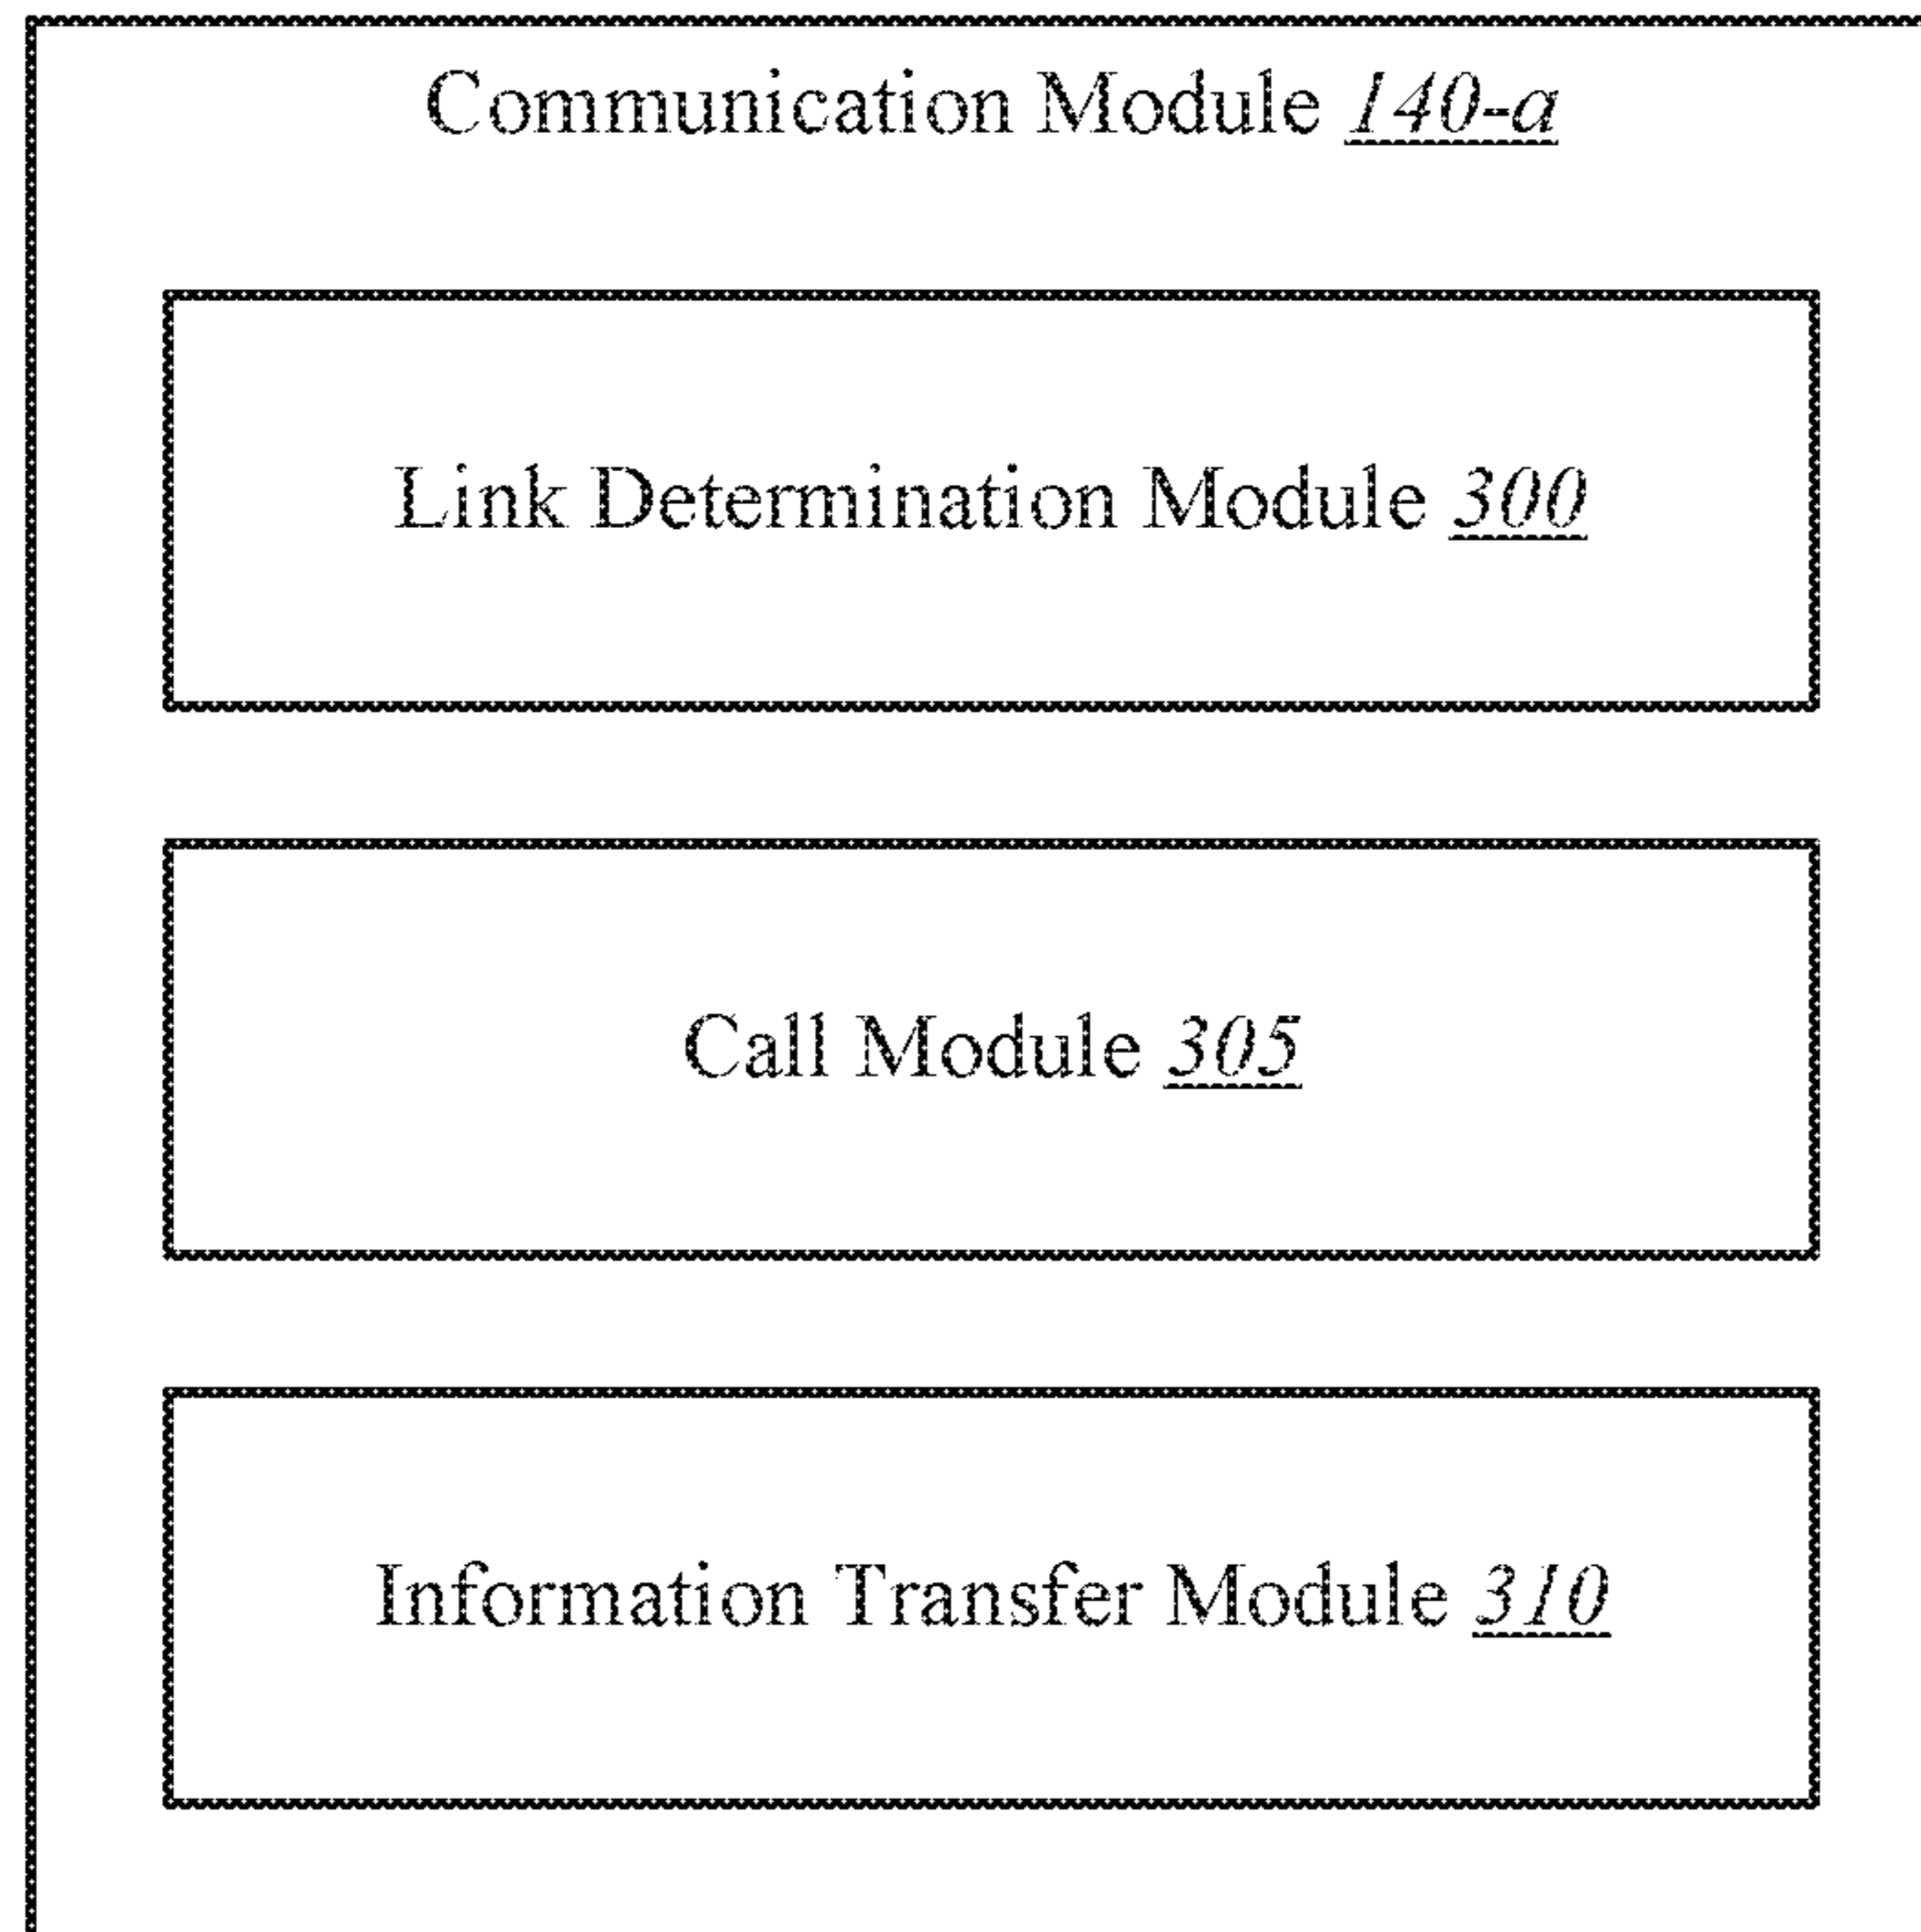 Communication Module 140-a
Link Determination Module 300
Call Module 305
Information Transfer Module 310